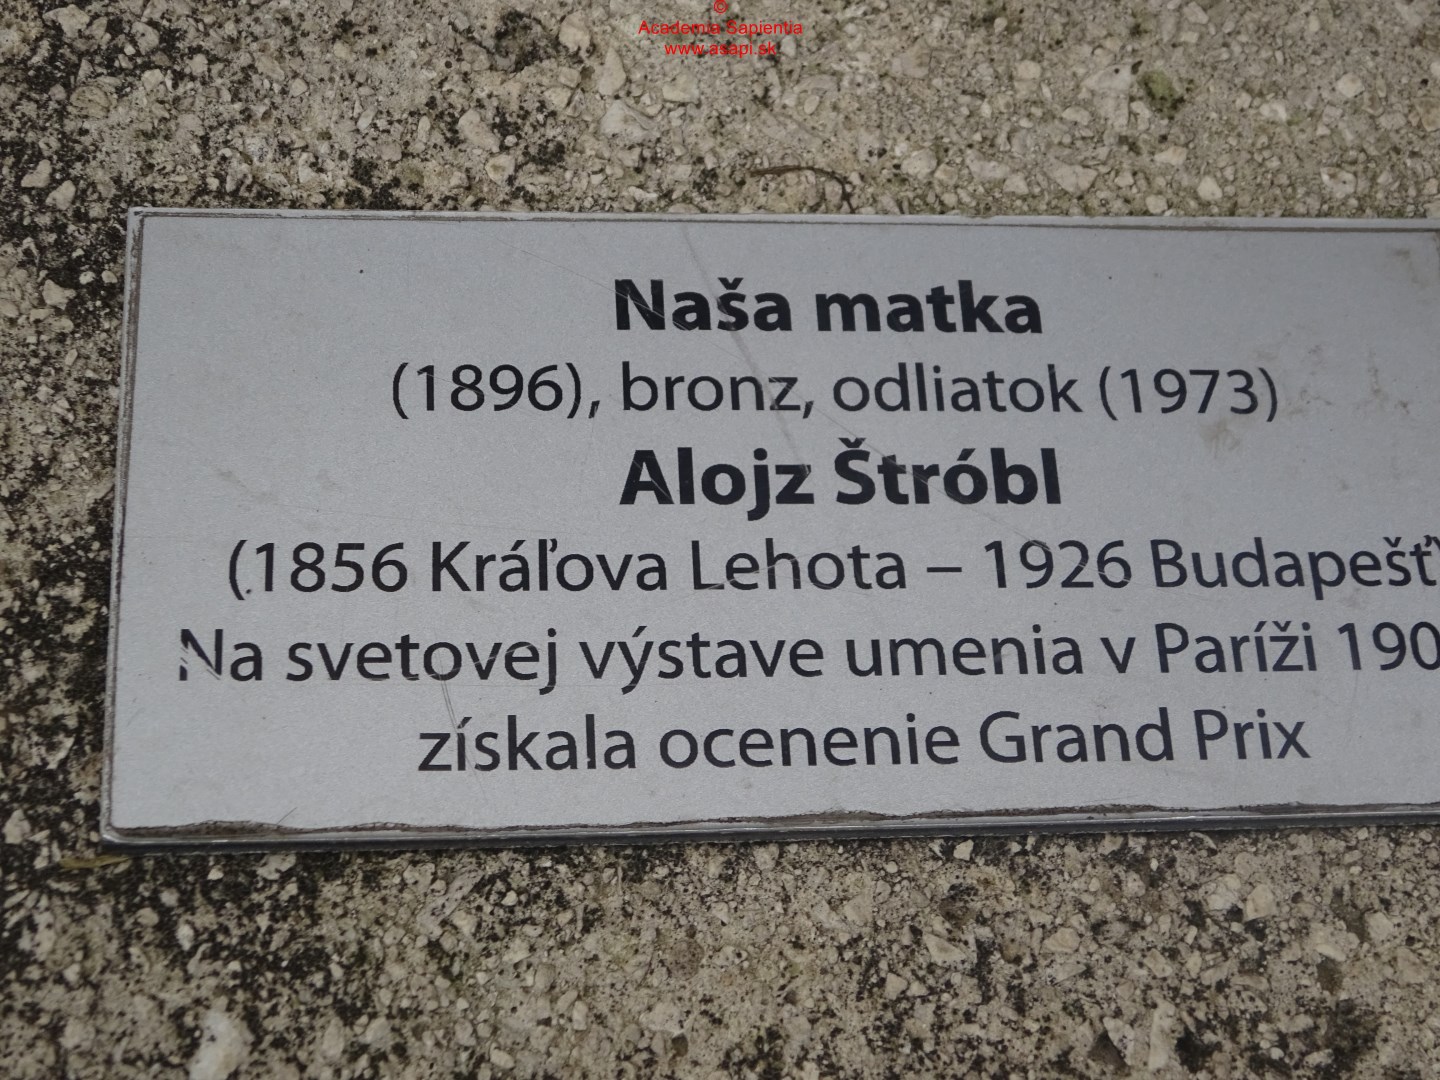 ©
Academia Sapientia
www.asapi.sk
Naša matka
(1896), bronz, odliatok (1973)
Alojz Štróbl
(1856 Kráľova Lehota – 1926 Budapešť)
Na svetovej výstave umenia v Paríži 190
získala ocenenie Grand Prix